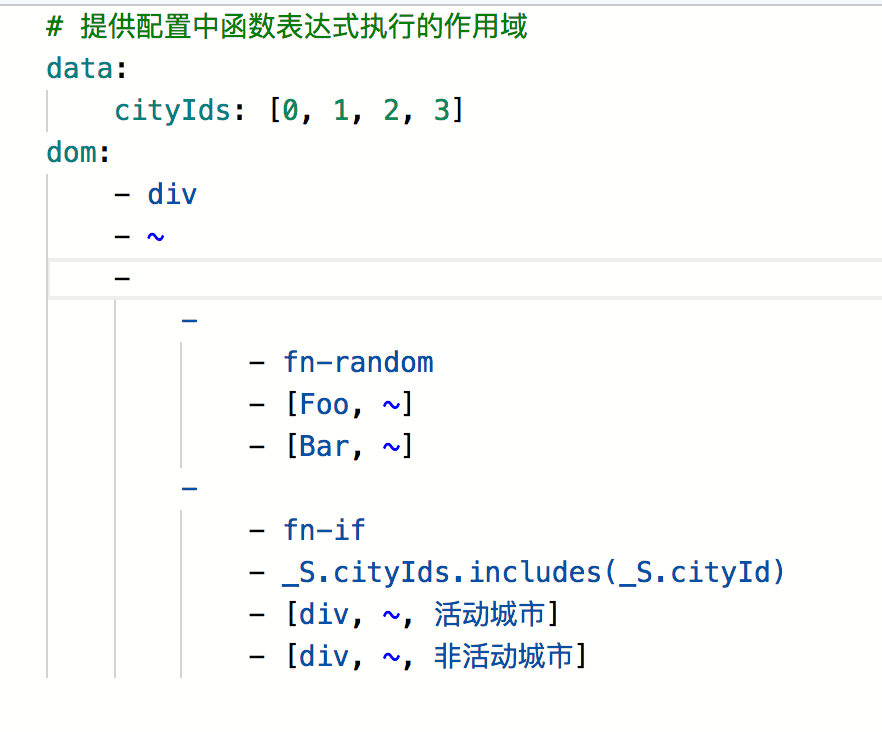 # 提供配置中函数表达式执行的作用域
data:
    cityIds: [0, 1, 2, 3]
dom:
    - div
    - ~
    -
        -
            - fn-random
            - [Foo, ~]
            - [Bar, ~]
        -
            - fn-if
            - _S.cityIds.includes(_S.cityId)
            - [div, ~, 活动城市]
            - [div, ~, 非活动城市]